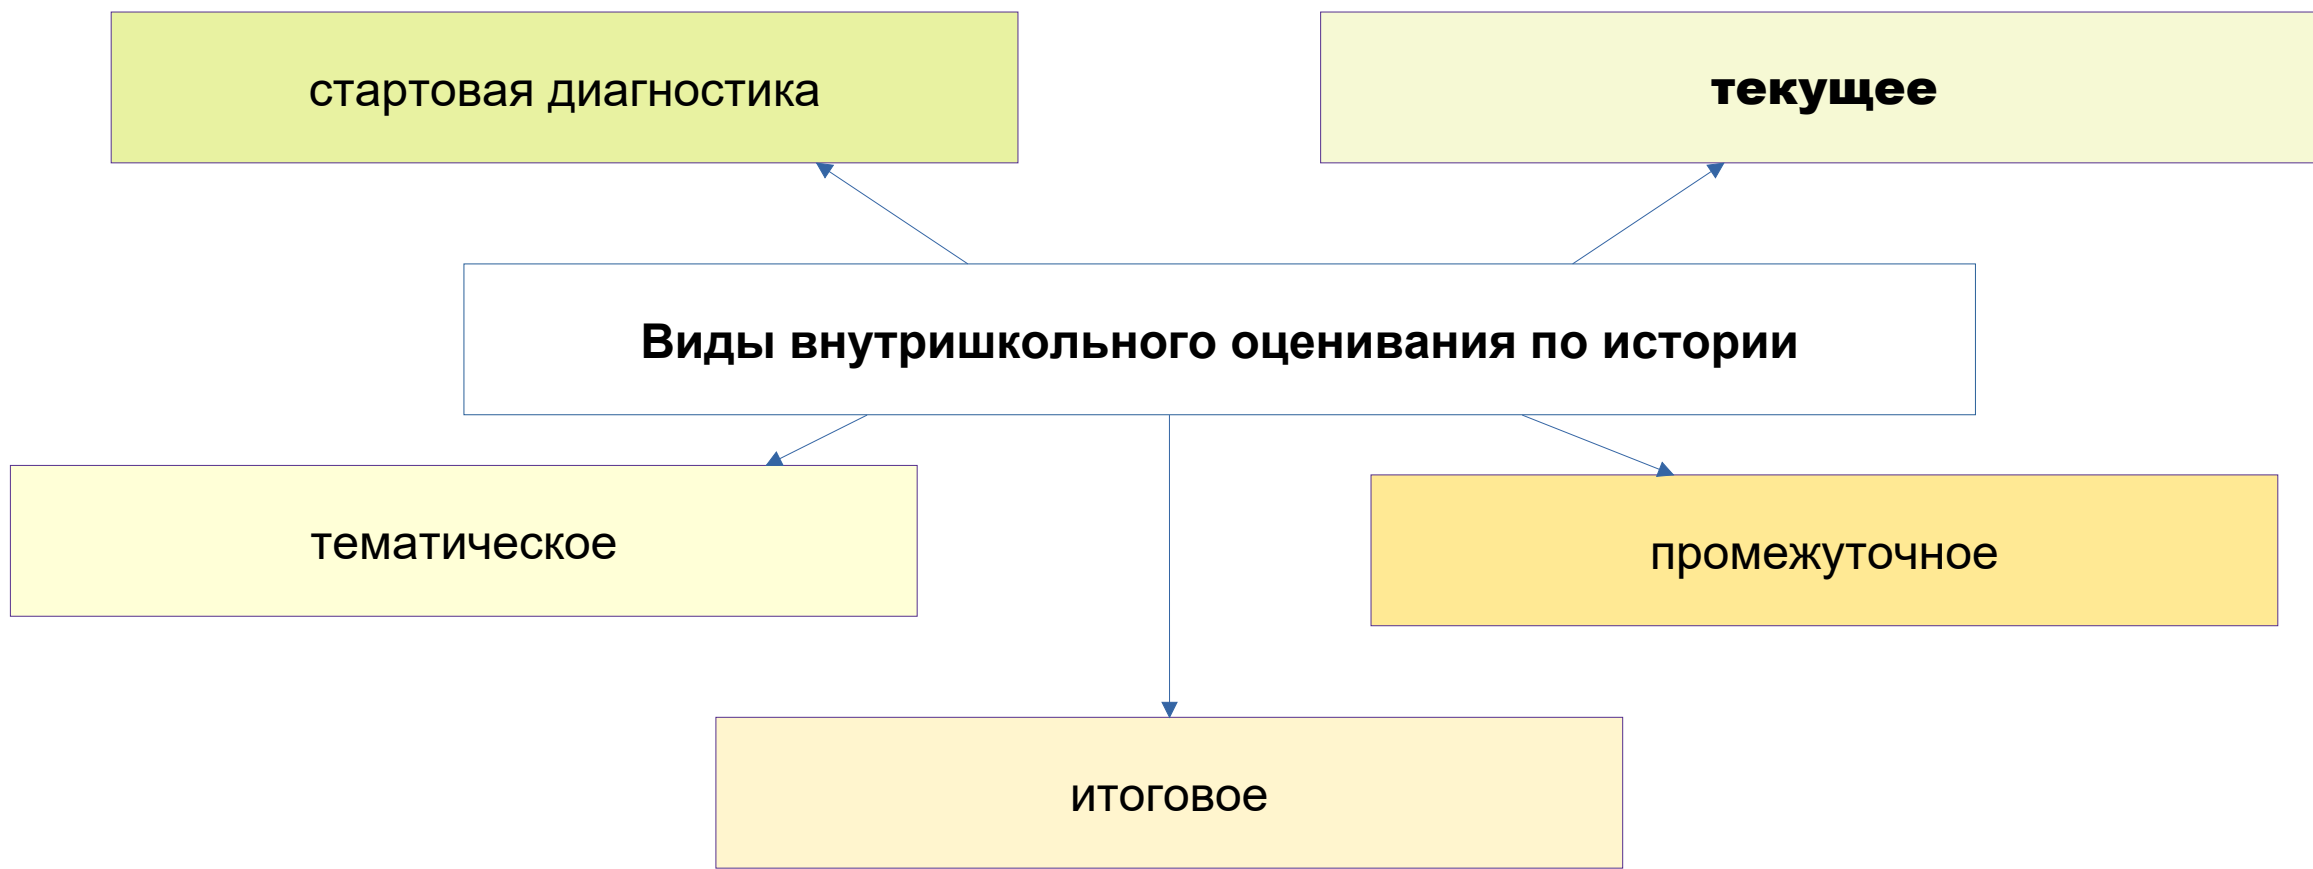 стартовая диагностика
текущее
Виды внутришкольного оценивания по истории
тематическое
промежуточное
итоговое